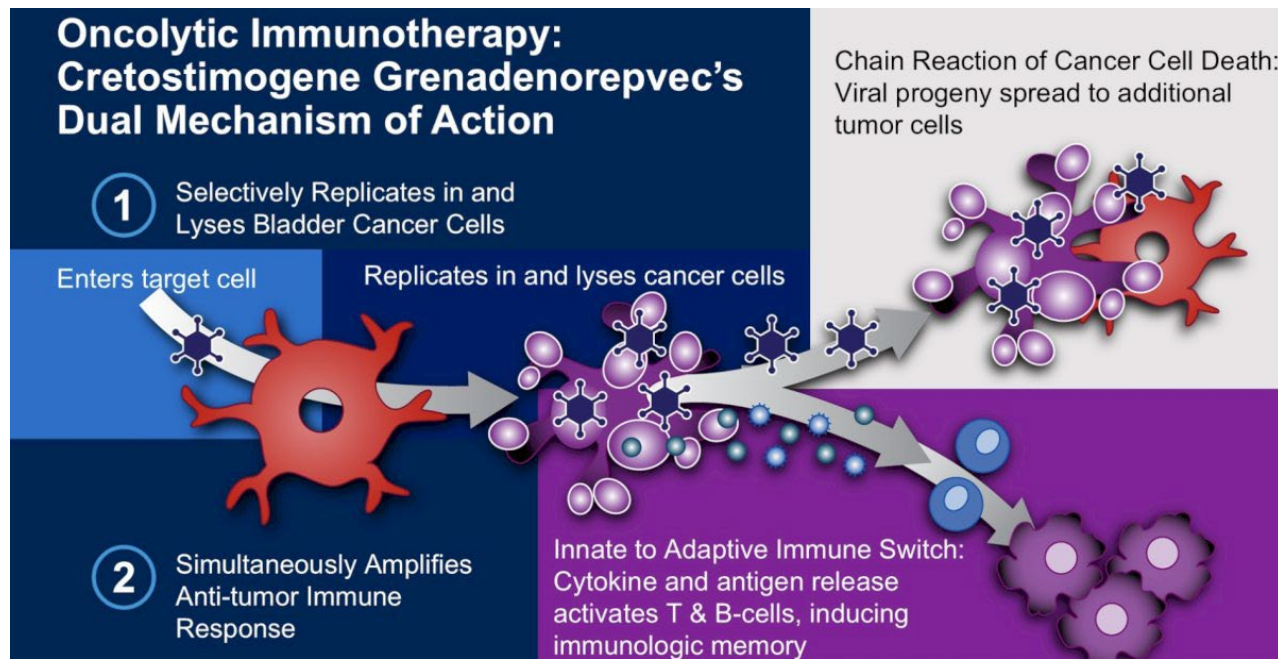 Oncolytic Immunotherapy:
Cretostimogene Grenadenorepvec’s
Dual Mechanism of Action
1
Selectively Replicates in and
Lyses Bladder Cancer Cells
Enters target cell
Replicates in and lyses cancer cells
Chain Reaction of Cancer Cell Death:
Viral progeny spread to additional
tumor cells
2
Simultaneously Amplifies
Anti-tumor Immune
Response
Innate to Adaptive Immune Switch:
Cytokine and antigen release
activates T & B-cells, inducing
immunologic memory